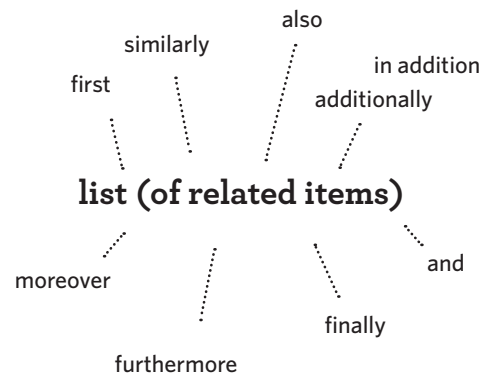 also
similarly
in addition
first
additionally
list (of related items)
and
moreover
finally
furthermore